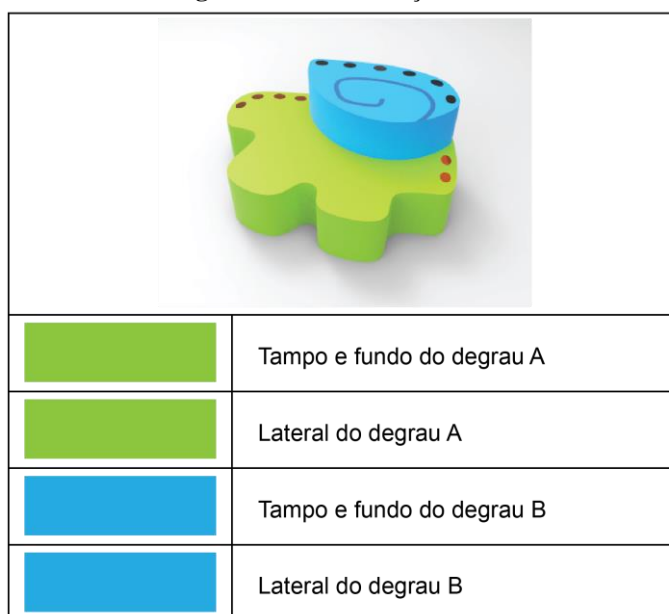 Tampo e fundo do degrau A
Lateral do degrau A
Tampo e fundo do degrau B
Lateral do degrau B